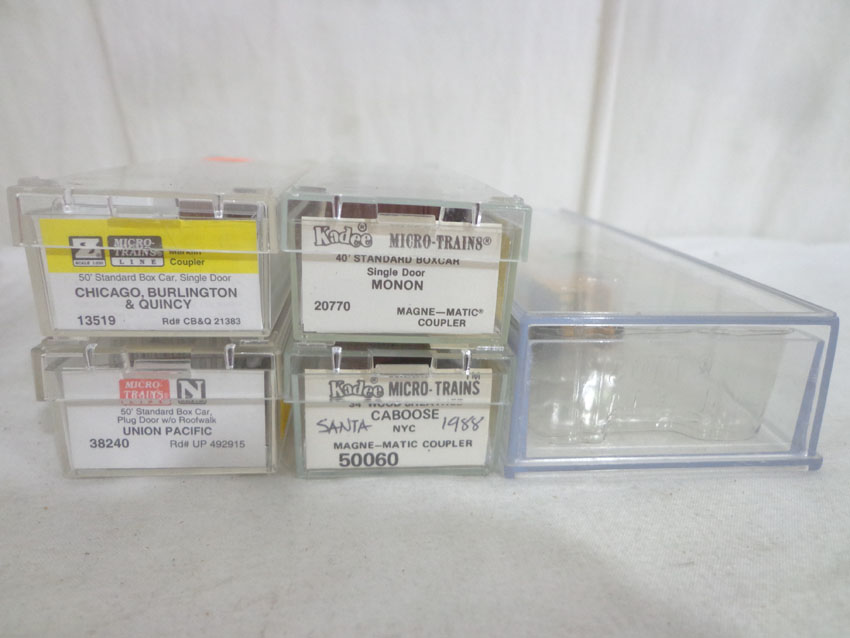 Z MICRO-TRAINS LINE Marklin Coupler
50' Standard Box Car, Single Door
CHICAGO, BURLINGTON
& QUINCY
13519 Rd# CB&Q 21383
Kadee MICRO-TRAINS®
40' STANDARD BOXCAR
Single Door
MONON
20770 MAGNE—MATIC®
COUPLER
MICRO-TRAINS N
50' Standard Box Car,
Plug Door w/o Roofwalk
UNION PACIFIC
38240 Rd# UP 492915
Kadee MICRO-TRAINS™
CABOOSE
SANTA NYC 1988
MAGNE—MATIC COUPLER
50060